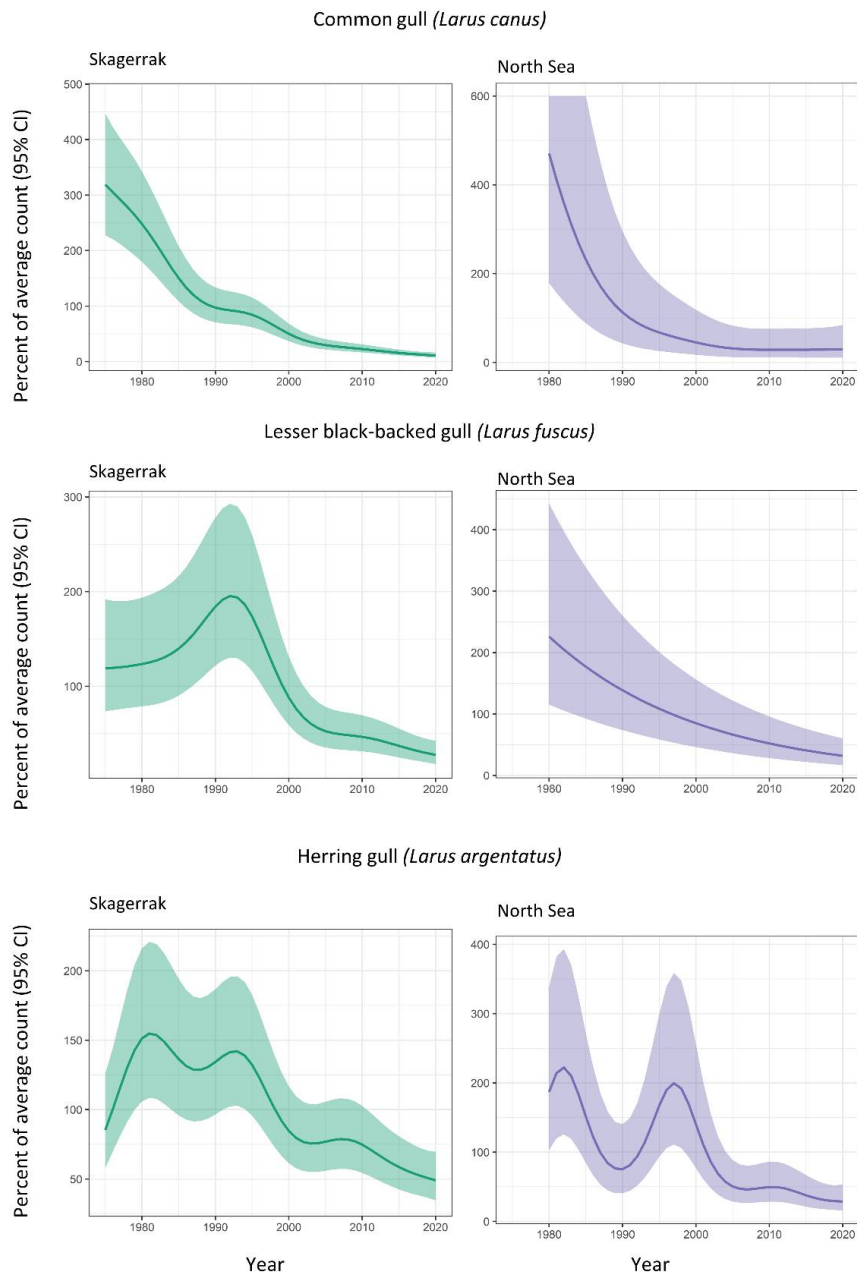 Common gull (Larus canus)
Skagerrak
North Sea
Percent of average count (95% CI)
500
400
300
200
100
0
1980 1990 2000 2010 2020
600
400
200
0
1980 1990 2000 2010 2020
Lesser black-backed gull (Larus fuscus)
Skagerrak
North Sea
Percent of average count (95% CI)
300
200
100
1980 1990 2000 2010 2020
400
300
200
100
0
1980 1990 2000 2010 2020
Herring gull (Larus argentatus)
Skagerrak
North Sea
Percent of average count (95% CI)
200
150
100
50
1980 1990 2000 2010 2020
400
300
200
100
0
1980 1990 2000 2010 2020
Year
Year